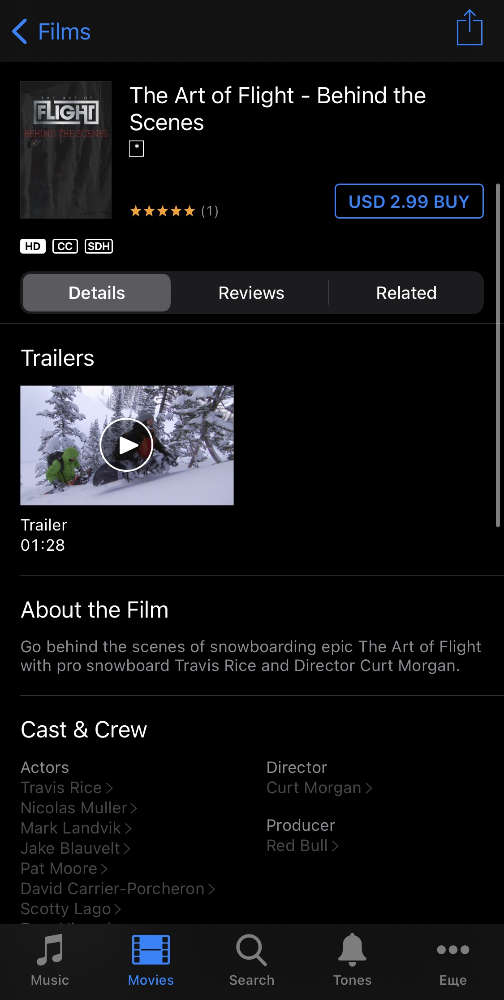 Films
THE ART OF
FLIGHT
BEHIND THE SCENES
The Art of Flight - Behind the
Scenes
*
(1)
USD 2.99 BUY
HD CC SDH
Details Reviews Related
Trailers
Trailer
01:28
About the Film
Go behind the scenes of snowboarding epic The Art of Flight
with pro snowboard Travis Rice and Director Curt Morgan.
Cast & Crew
Actors
Travis Rice
Nicolas Muller
Mark Landvik
Jake Blauvelt
Pat Moore
David Carrier-Porcheron
Scotty Lago
Director
Curt Morgan
Producer
Red Bull
Music Movies Search Tones Еще